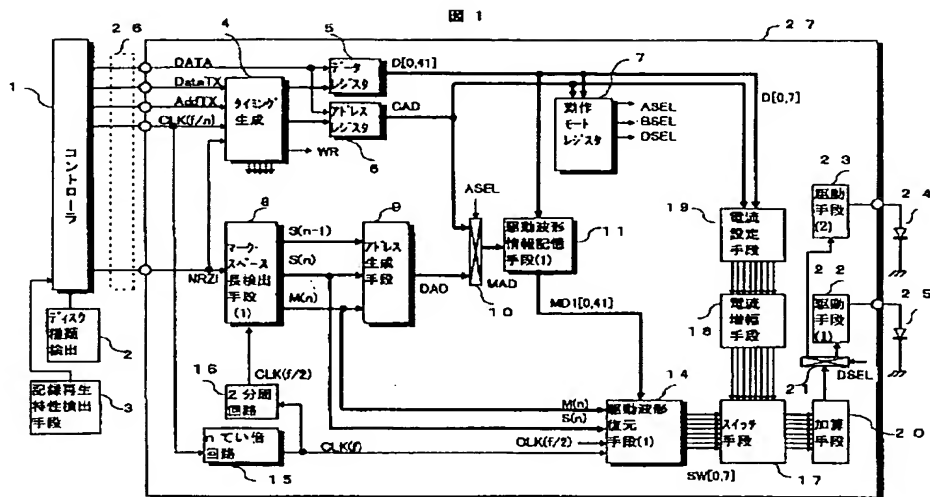 図 1
1
2 6
4
5
2 7
DATA
DataTX
AddTX
CLK(f/n)
コントローラ
タイミング
生成
データ
レジスタ
D[0,41]
アドレス
レジスタ
CAD
6
WR
7
動作
モート
レジスタ
ASEL
BSEL
DSEL
D[0,7]
2 3
駆動
手段
(2)
2 4
8
マーク・
スペース
長検出
手段
(1)
NRZI
S(n-1)
S(n)
M(n)
9
アドレス
生成
手段
DAD
ASEL
MAD
1 0
駆動波形
情報記憶
手段(1)
1 1
MD1[0,41]
1 9
電流
設定
手段
1 8
電流
増幅
手段
2 2
駆動
手段(1)
2 5
2 1
DSEL
ディスク
種類
検出
2
記録再生
特性検出
手段
3
CLK(f/2)
1 6
2分周
回路
n てい倍
回路
1 5
CLK(f)
M(n)
S(n)
CLK(f/2)
1 4
駆動波形
復元
手段(1)
SW[0,7]
スイッチ
手段
1 7
加算
手段
2 0